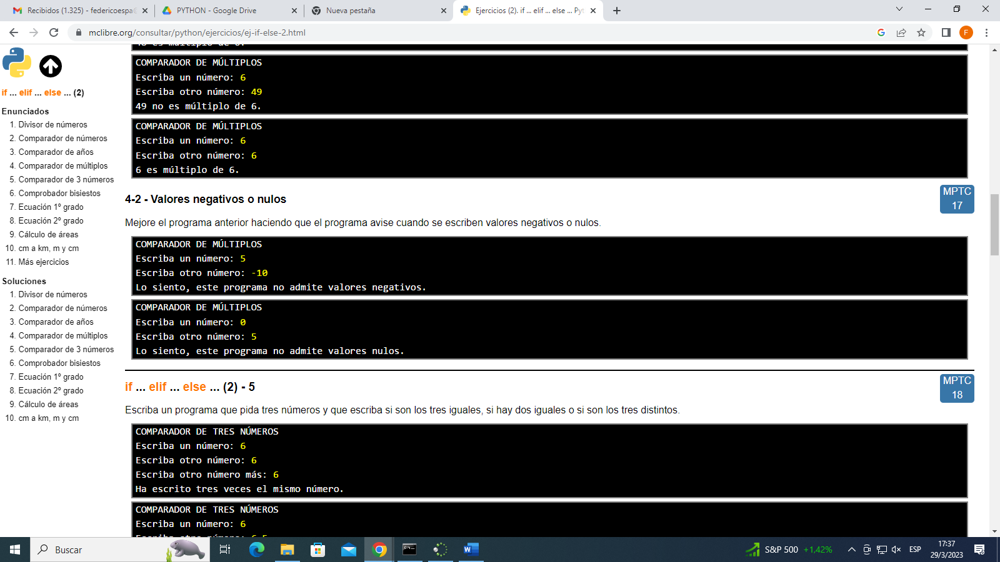 Recibidos (1.325) - federicoespa
PYTHON - Google Drive
Nueva pestaña
Ejercicios (2). if ... elif ... else ... Pyt
mclibre.org/consultar/python/ejercicios/ej-if-else-2.html
F
if ... elif ... else ... (2)
Enunciados
1. Divisor de números
2. Comparador de números
3. Comparador de años
4. Comparador de múltiplos
5. Comparador de 3 números
6. Comprobador bisiestos
7. Ecuación 1º grado
8. Ecuación 2º grado
9. Cálculo de áreas
10. cm a km, m y cm
11. Más ejercicios
Soluciones
1. Divisor de números
2. Comparador de números
3. Comparador de años
4. Comparador de múltiplos
5. Comparador de 3 números
6. Comprobador bisiestos
7. Ecuación 1º grado
8. Ecuación 2º grado
9. Cálculo de áreas
10. cm a km, m y cm
COMPARADOR DE MÚLTIPLOS
Escriba un número: 6
Escriba otro número: 49
49 no es múltiplo de 6.
COMPARADOR DE MÚLTIPLOS
Escriba un número: 6
Escriba otro número: 6
6 es múltiplo de 6.
4-2 - Valores negativos o nulos
MPTC
17
Mejore el programa anterior haciendo que el programa avise cuando se escriben valores negativos o nulos.
COMPARADOR DE MÚLTIPLOS
Escriba un número: 5
Escriba otro número: -10
Lo siento, este programa no admite valores negativos.
COMPARADOR DE MÚLTIPLOS
Escriba un número: 0
Escriba otro número: 5
Lo siento, este programa no admite valores nulos.
if ... elif ... else ... (2) - 5
MPTC
18
Escriba un programa que pida tres números y que escriba si son los tres iguales, si hay dos iguales o si son los tres distintos.
COMPARADOR DE TRES NÚMEROS
Escriba un número: 6
Escriba otro número: 6
Escriba otro número más: 6
Ha escrito tres veces el mismo número.
COMPARADOR DE TRES NÚMEROS
Escriba un número: 6
Buscar
S&P 500 +1,42%
ESP
17:37
29/3/2023